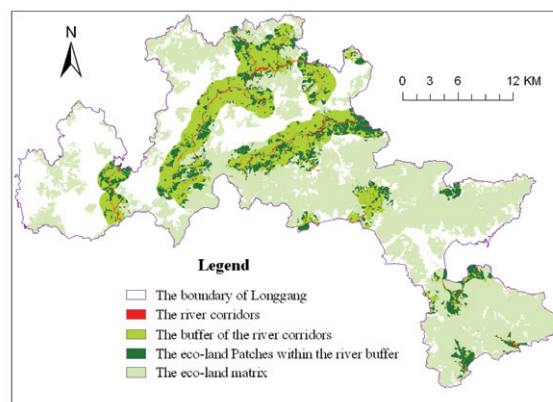 N
0 3 6 12 KM
Legend
The boundary of Longgang
The river corridors
The buffer of the river corridors
The eco-land Patches within the river buffer
The eco-land matrix